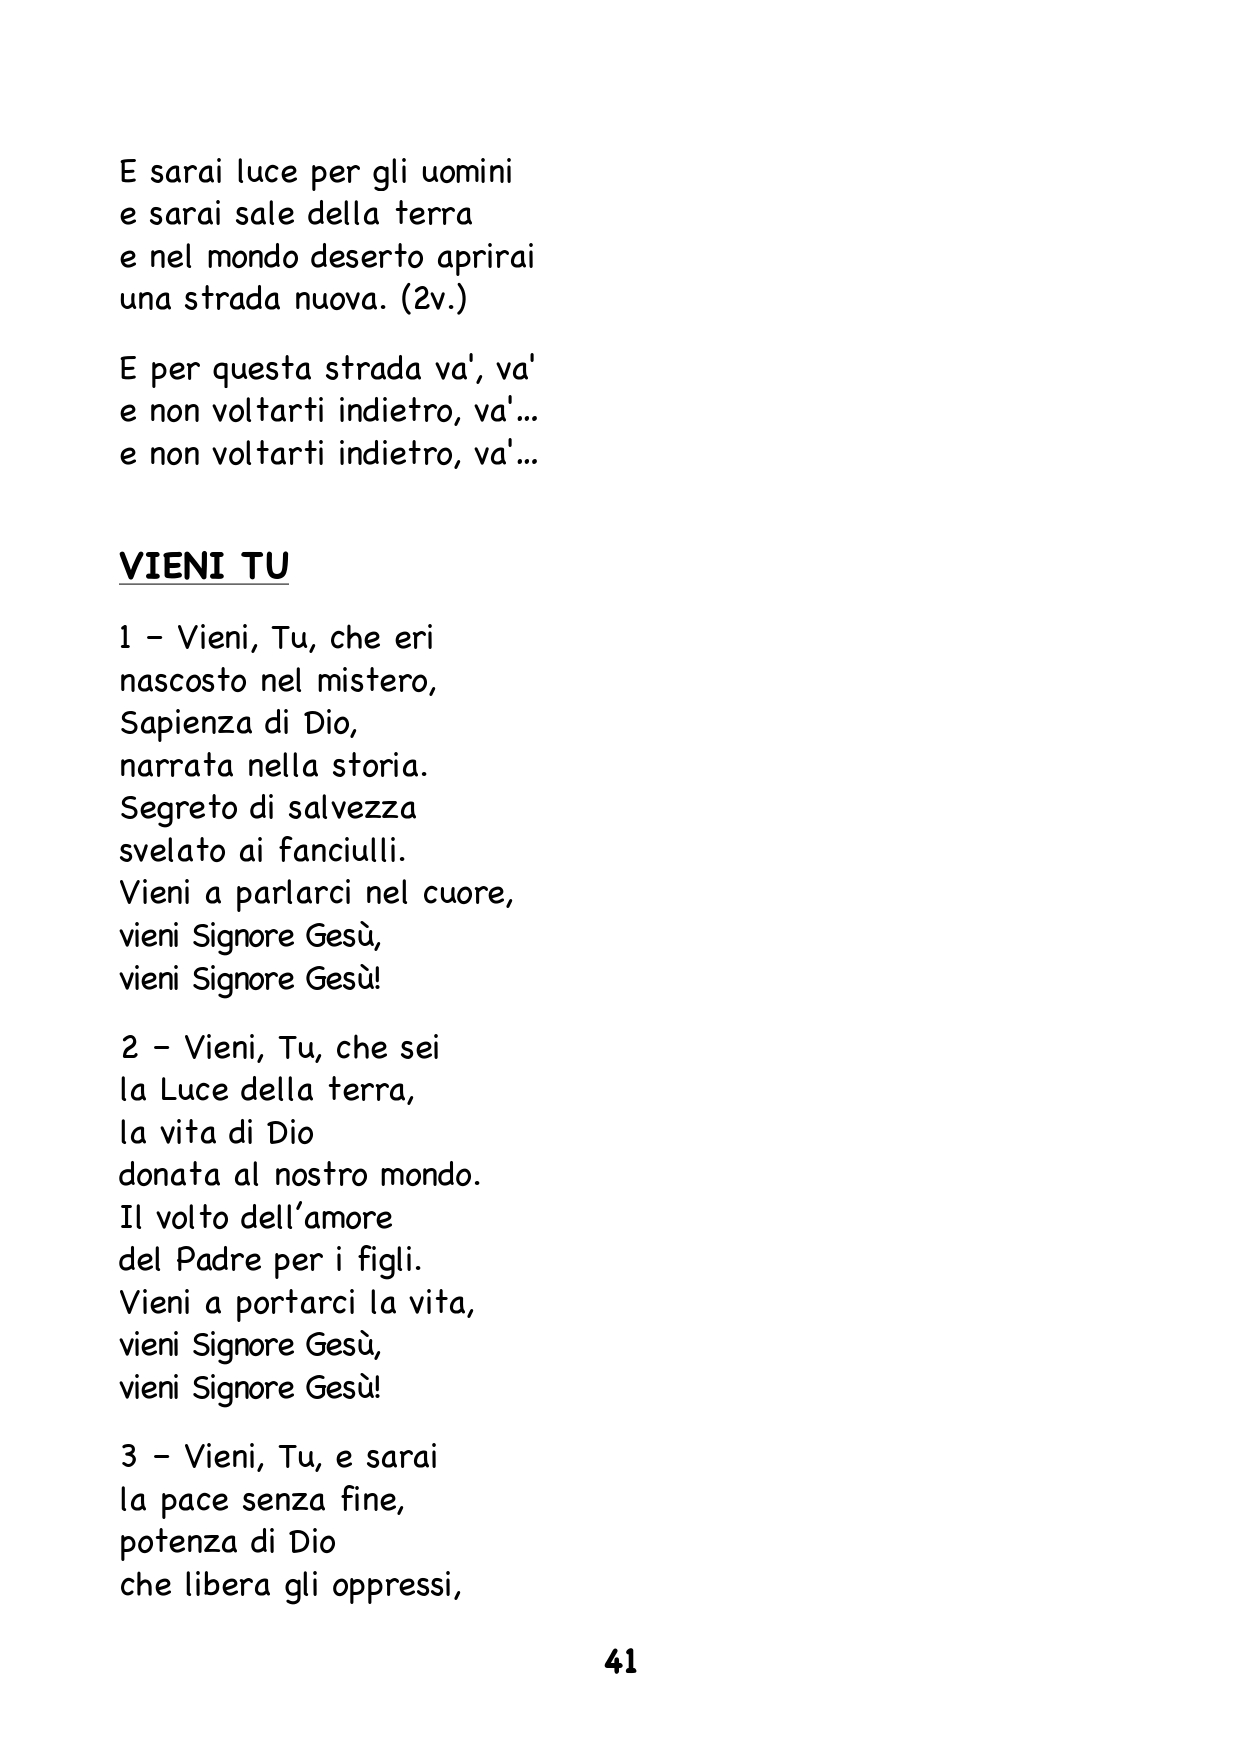 E sarai luce per gli uomini
e sarai sale della terra
e nel mondo deserto aprirai
una strada nuova. (2v.)
E per questa strada va', va'
e non voltarti indietro, va'...
e non voltarti indietro, va'...
VIENI TU
1 – Vieni, Tu, che eri
nascosto nel mistero,
Sapienza di Dio,
narrata nella storia.
Segreto di salvezza
svelato ai fanciulli.
Vieni a parlarci nel cuore,
vieni Signore Gesù,
vieni Signore Gesù!
2 – Vieni, Tu, che sei
la Luce della terra,
la vita di Dio
donata al nostro mondo.
Il volto dell’amore
del Padre per i figli.
Vieni a portarci la vita,
vieni Signore Gesù,
vieni Signore Gesù!
3 – Vieni, Tu, e sarai
la pace senza fine,
potenza di Dio
che libera gli oppressi,
41